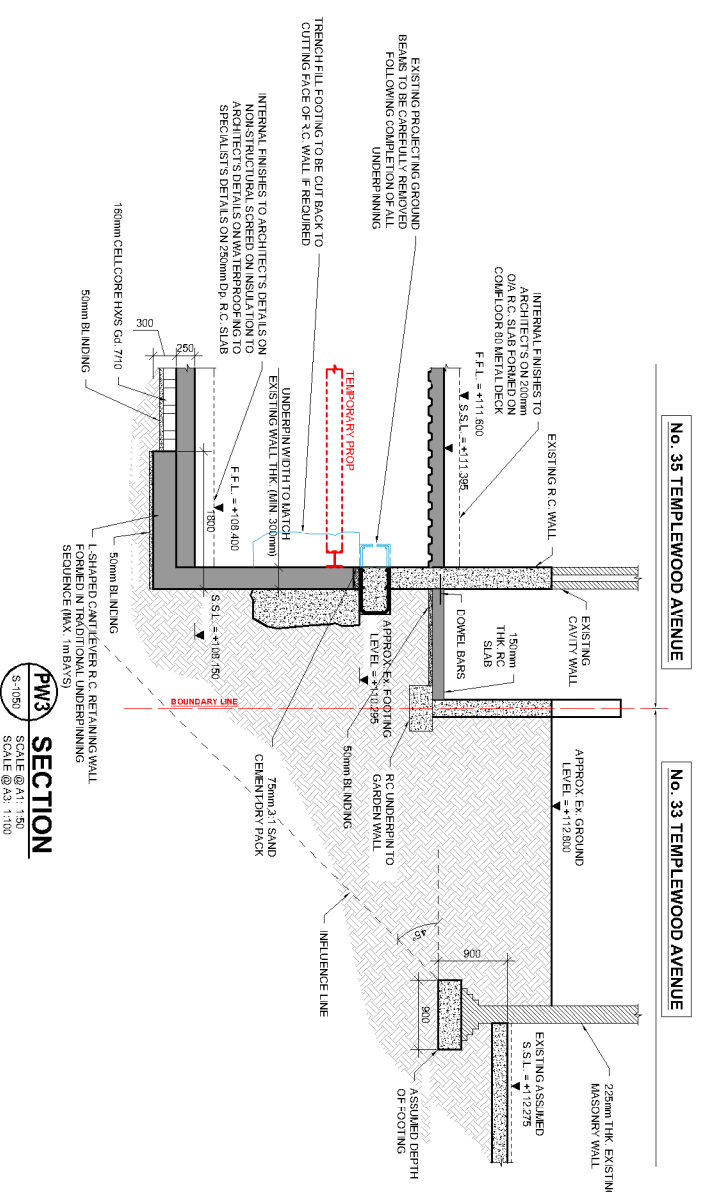 No. 35 TEMPLEWOOD AVENUE
No. 33 TEMPLEWOOD AVENUE
EXISTING PROJECTING GROUND
BEAMS TO BE CAREFULLY REMOVED
FOLLOWING COMPLETION OF ALL
UNDERPINNING
TRENCH FILL FOOTING TO BE CUT BACK TO
CUTTING FACE OF R.C. WALL IF REQUIRED
INTERNAL FINISHES TO ARCHITECT'S DETAILS ON
NON-STRUCTURAL SCREED ON INSULATION TO
ARCHITECT'S DETAILS ON WATERPROOFING TO
SPECIALIST'S DETAILS ON 250mm Dp. R.C. SLAB
160mm CELLCORE HX/S Gd. 7/10
50mm BLINDING
300
250
INTERNAL FINISHES TO
ARCHITECT'S ON 200mm
O/A R.C. SLAB FORMED ON
COMFLOOR 80 METAL DECK
F.F.L. = +111.600
S.S.L. = +111.395
EXISTING R.C. WALL
EXISTING
CAVITY WALL
TEMPORARY PROP
UNDERPIN WIDTH TO MATCH
EXISTING WALL THK. (MIN. 300mm)
F.F.L. = +108.400
1800
S.S.L. = +108.150
50mm BLINDING
L-SHAPED CANTILEVER R.C. RETAINING WALL
FORMED IN TRADITIONAL UNDERPINNING
SEQUENCE (MAX. 1m BAYS)
150mm
THK. RC
SLAB
DOWEL BARS
APPROX. Ex. FOOTING
LEVEL = +110.295
50mm BLINDING
RC UNDERPIN TO
GARDEN WALL
75mm 3:1 SAND
CEMENT DRY PACK
BOUNDARY LINE
APPROX. Ex. GROUND
LEVEL = +112.800
INFLUENCE LINE
45°
900
900
225mm THK. EXISTING
MASONRY WALL
EXISTING ASSUMED
S.S.L. = +112.275
ASSUMED DEPTH
OF FOOTING
PW3
S-1050
SECTION
SCALE @ A1: 1:50
SCALE @ A3: 1:100